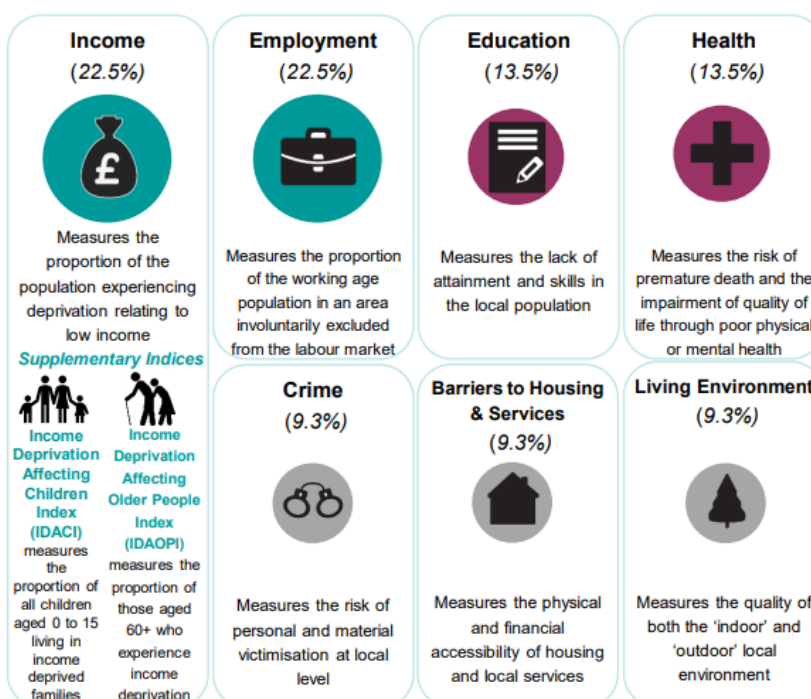 Income
(22.5%)
£
Measures the
proportion of the
population experiencing
deprivation relating to
low income
Supplementary Indices
Income
Deprivation
Affecting
Children
Index
(IDACI)
measures
the
proportion of
all children
aged 0 to 15
living in
income
deprived
families
Income
Deprivation
Affecting
Older People
Index
(IDAOPI)
measures the
proportion of
those aged
60+ who
experience
income
deprivation
Employment
(22.5%)
Measures the proportion
of the working age
population in an area
involuntarily excluded
from the labour market
Education
(13.5%)
Measures the lack of
attainment and skills in
the local population
Health
(13.5%)
Measures the risk of
premature death and the
impairment of quality of
life through poor physical
or mental health
Crime
(9.3%)
Measures the risk of
personal and material
victimisation at local
level
Barriers to Housing
& Services
(9.3%)
Measures the physical
and financial
accessibility of housing
and local services
Living Environment
(9.3%)
Measures the quality of
both the ‘indoor’ and
‘outdoor’ local
environment